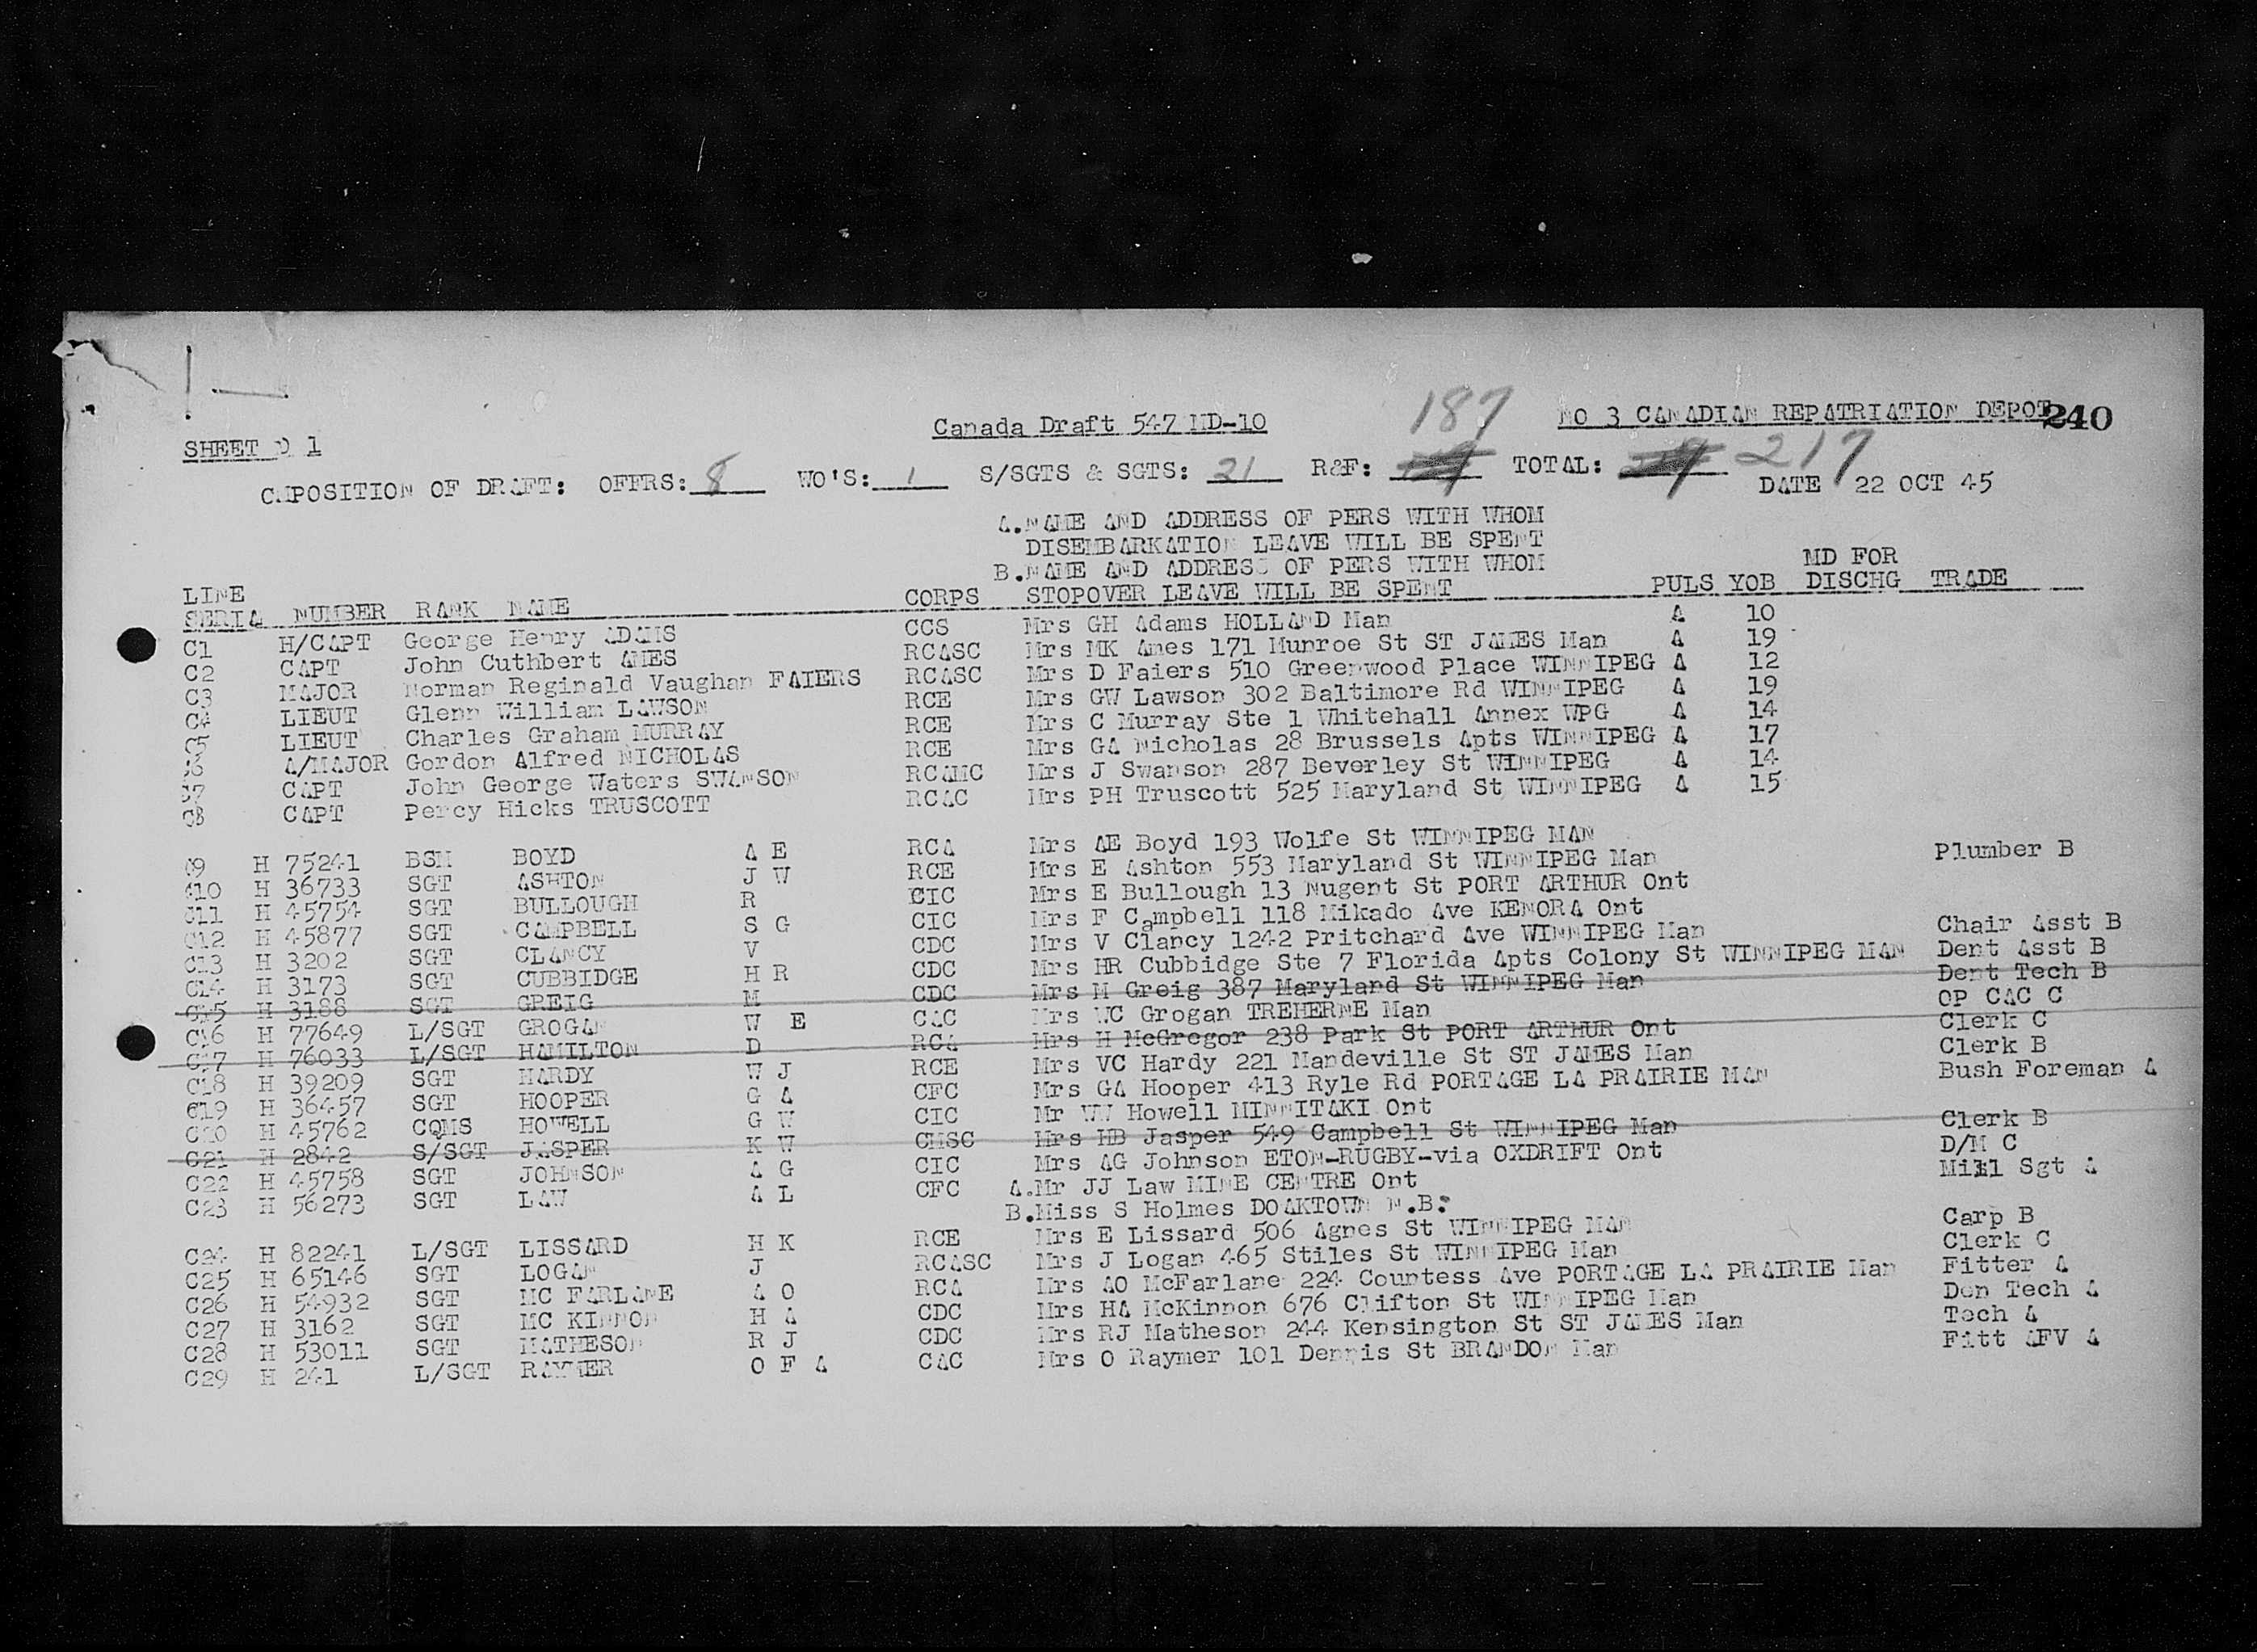 187
Canada Draft 547 MD-10 NO 3 CANADIAN REPATRIATION DEPOT 240
SHEET D 1
CMPOSITION OF DRAFT: OFFRS: 8 WO'S: 1 S/SGTS & SGTS: 21 R&F: TOTAL: 217
DATE 22 OCT 45
A.NAME AND ADDRESS OF PERS WITH WHOM
DISEMBARKATION LEAVE WILL BE SPENT
B.NAME AND ADDRESS OF PERS WITH WHOM MD FOR
LINE CORPS STOPOVER LEAVE WILL BE SPENT PULS YOB DISCHG TRADE
SERIA NUMBER RANK NAME
C1 H/CAPT George Henry ADAMS CCS Mrs GH Adams HOLLAND Man A 10
C2 CAPT John Cuthbert AMES RCASC Mrs MK Ames 171 Munroe St ST JAMES Man A 19
C3 MAJOR Norman Reginald Vaughan FAIERS RCASC Mrs D Faiers 510 Greenwood Place WINNIPEG A 12
C4 LIEUT Glenn William LAWSON RCE Mrs GW Lawson 302 Baltimore Rd WINNIPEG A 19
C5 LIEUT Charles Graham MURRAY RCE Mrs C Murray Ste 1 Whitehall Annex WPG A 14
C6 A/MAJOR Gordon Alfred NICHOLAS RCE Mrs GA Nicholas 28 Brussels Apts WINNIPEG A 17
C7 CAPT John George Waters SWANSON RCAMC Mrs J Swanson 287 Beverley St WINNIPEG A 14
C8 CAPT Percy Hicks TRUSCOTT RCAC Mrs PH Truscott 525 Maryland St WINNIPEG A 15
C9 H 75241 BSM BOYD A E RCA Mrs AE Boyd 193 Wolfe St WINNIPEG MAN
C10 H 36733 SGT ASHTON J W RCE Mrs E Ashton 553 Maryland St WINNIPEG Man Plumber B
C11 H 45754 SGT BULLOUGH R CIC Mrs E Bullough 13 Nugent St PORT ARTHUR Ont
C12 H 45877 SGT CAMPBELL S G CIC Mrs F Campbell 118 Mikado Ave KENORA Ont
C13 H 3202 SGT CLANCY V CDC Mrs V Clancy 1242 Pritchard Ave WINNIPEG Man Chair Asst B
C14 H 3173 SGT CUBBIDGE H R CDC Mrs HR Cubbidge Ste 7 Florida Apts Colony St WINNIPEG MAN Dent Asst B
C15 H 3188 SGT GREIG M CDC Mrs M Greig 387 Maryland St WINNIPEG Man Dent Tech B
C16 H 77649 L/SGT GROGAN W E CAC Mrs WC Grogan TREHERNE Man OP CAC C
C17 H 76033 L/SGT HAMILTON D RCA Mrs H McGregor 238 Park St PORT ARTHUR Ont Clerk C
C18 H 39209 SGT HARDY W J RCE Mrs VC Hardy 221 Mandeville St ST JAMES Man Clerk B
C19 H 36457 SGT HOOPER G A CFC Mrs GA Hooper 413 Ryle Rd PORTAGE LA PRAIRIE MAN Bush Foreman A
C20 H 45762 CQMS HOWELL G W CIC Mr WW Howell MINNITAKI Ont
C21 H 2842 S/SGT JASPER K W CMSC Mrs HB Jasper 549 Campbell St WINNIPEG Man Clerk B
C22 H 45758 SGT JOHNSON A G CIC Mrs AG Johnson ETON-RUGBY-via OXDRIFT Ont D/M C
C23 H 56273 SGT LAW A L CFC A.Mr JJ Law MINE CENTRE Ont Mill Sgt A
B.Miss S Holmes DOAKTOWN N.B.
C24 H 82241 L/SGT LISSARD H K RCE Mrs E Lissard 506 Agnes St WINNIPEG MAN Carp B
C25 H 65146 SGT LOGAN J RCASC Mrs J Logan 465 Stiles St WINNIPEG Man Clerk C
C26 H 54932 SGT MC FARLANE A O RCA Mrs AO McFarlane 224 Countess Ave PORTAGE LA PRAIRIE Man Fitter A
C27 H 3162 SGT MC KINNON H A CDC Mrs HA McKinnon 676 Clifton St WINNIPEG Man Den Tech A
C28 H 53011 SGT MATHESON R J CDC Mrs RJ Matheson 244 Kensington St ST JAMES Man Tech A
C29 H 241 L/SGT RAYMER O F A CAC Mrs O Raymer 101 Dennis St BRANDON Man Fitt AFV A